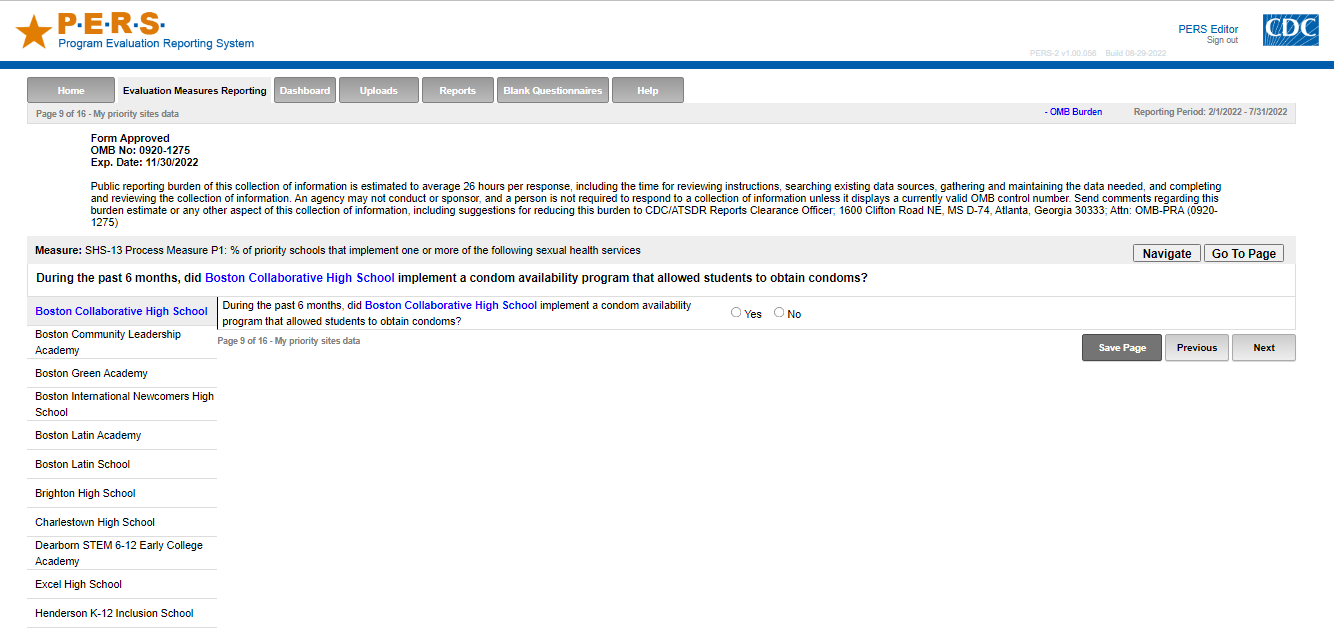 P·E·R·S·
Program Evaluation Reporting System
PERS Editor
Sign out
CDC
PERS-2 v1.00.056 Build 08-29-2022
Home
Evaluation Measures Reporting
Dashboard
Uploads
Reports
Blank Questionnaires
Help
Page 9 of 16 - My priority sites data
- OMB Burden
Reporting Period: 2/1/2022 - 7/31/2022
Form Approved
OMB No: 0920-1275
Exp. Date: 11/30/2022
Public reporting burden of this collection of information is estimated to average 26 hours per response, including the time for reviewing instructions, searching existing data sources, gathering and maintaining the data needed, and completing
and reviewing the collection of information. An agency may not conduct or sponsor, and a person is not required to respond to a collection of information unless it displays a currently valid OMB control number. Send comments regarding this
burden estimate or any other aspect of this collection of information, including suggestions for reducing this burden to CDC/ATSDR Reports Clearance Officer; 1600 Clifton Road NE, MS D-74, Atlanta, Georgia 30333; Attn: OMB-PRA (0920-
1275)
Measure: SHS-13 Process Measure P1: % of priority schools that implement one or more of the following sexual health services
Navigate
Go To Page
During the past 6 months, did Boston Collaborative High School implement a condom availability program that allowed students to obtain condoms?
Boston Collaborative High School
During the past 6 months, did Boston Collaborative High School implement a condom availability
program that allowed students to obtain condoms?
Yes
No
Page 9 of 16 - My priority sites data
Save Page
Previous
Next
Boston Community Leadership
Academy
Boston Green Academy
Boston International Newcomers High
School
Boston Latin Academy
Boston Latin School
Brighton High School
Charlestown High School
Dearborn STEM 6-12 Early College
Academy
Excel High School
Henderson K-12 Inclusion School